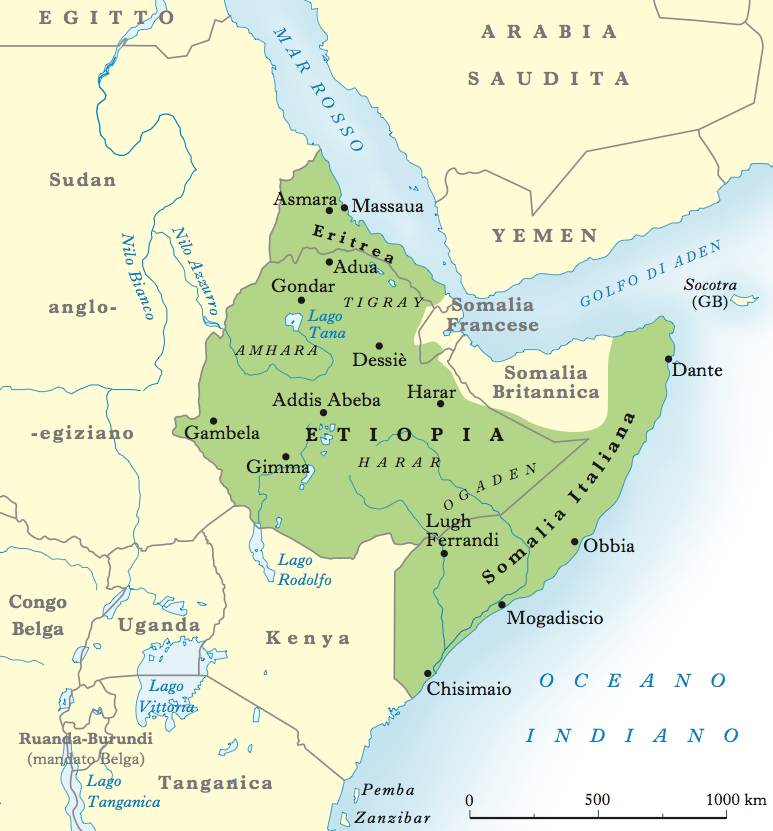 EGITTO
ARABIA
SAUDITA
MAR ROSSO
Sudan
Asmara
Massaua
Eritrea
YEMEN
GOLFO DI ADEN
Nilo Bianco
Nilo Azzurro
Adua
Gondar
TIGRAY
Socotra
(GB)
anglo-
Lago
Tana
Somalia
Francese
AMHARA
Dessiè
Somalia
Britannica
Dante
Addis Abeba
Harar
-egiziano
Gambela
ETIOPIA
Gimma
HARAR
OGADEN
Somalia Italiana
Lugh
Ferrandi
Obbia
Lago
Rodolfo
Congo
Belga
Uganda
Kenya
Mogadiscio
Lago
Vittoria
Chisimaio
OCEANO
INDIANO
Ruanda-Burundi
(mandato Belga)
Lago
Tanganica
Tanganica
Pemba
Zanzibar
0 500 1000 km